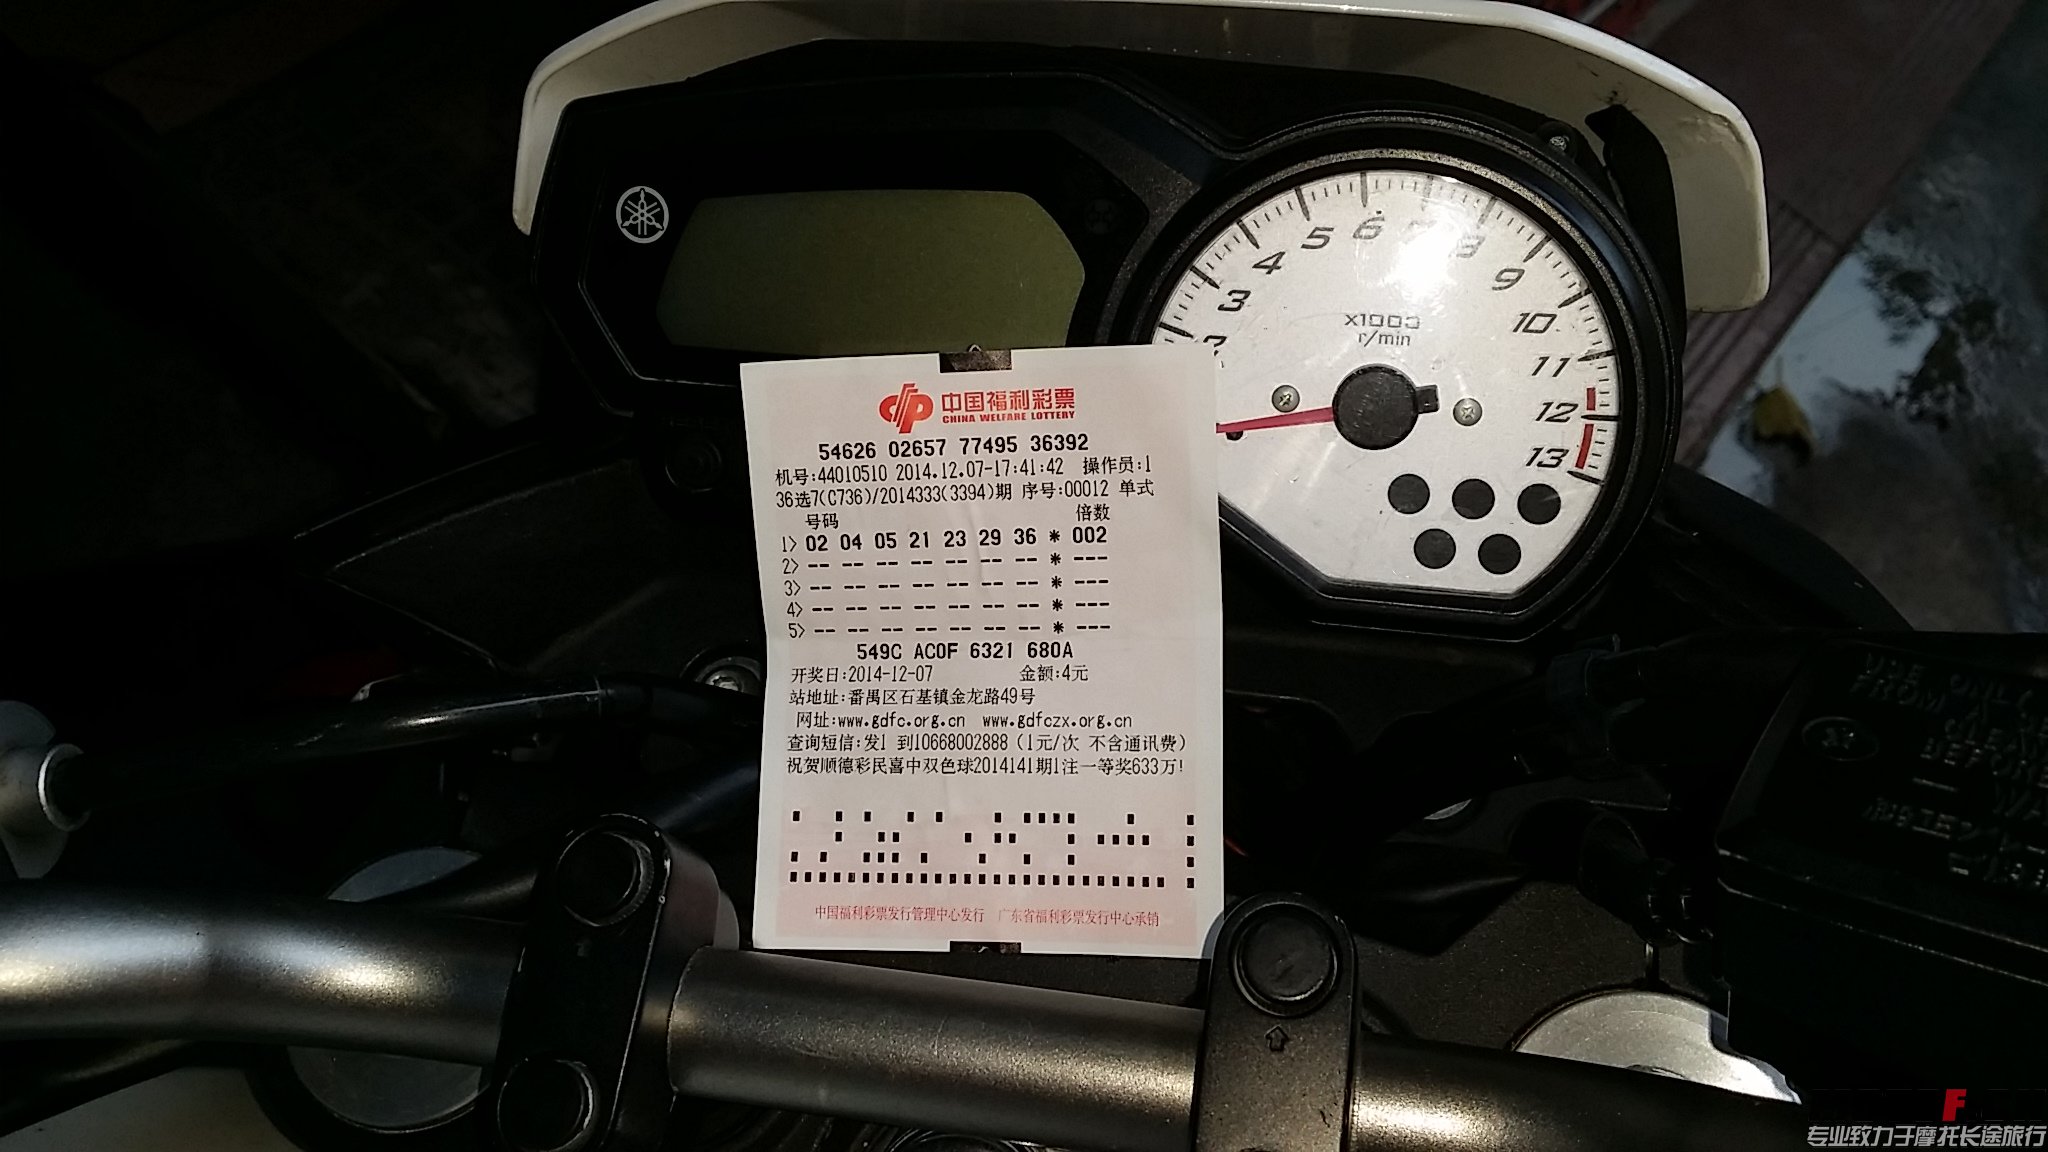 5 6 8
4 9
3 10
2 11
x1000
r/min
12
13
中国福利彩票
CHINA WELFARE LOTTERY
54626 02657 77495 36392
机号:44010510 2014.12.07-17:41:42 操作员:1
36选7(C736)/2014333(3394)期 序号:00012 单式
号码 倍数
1> 02 04 05 21 23 29 36 * 002
2> -- -- -- -- -- -- -- * ---
3> -- -- -- -- -- -- -- * ---
4> -- -- -- -- -- -- -- * ---
5> -- -- -- -- -- -- -- * ---
549C AC0F 6321 680A
开奖日:2014-12-07 金额:4元
站地址:番禺区石基镇金龙路49号
网址:www.gdfc.org.cn www.gdfczx.org.cn
查询短信:发1 到10668002888(1元/次 不含通讯费)
祝贺顺德彩民喜中双色球2014141期1注一等奖633万!
中国福利彩票发行管理中心发行 广东省福利彩票发行中心承销
F
专业致力于摩托长途旅行